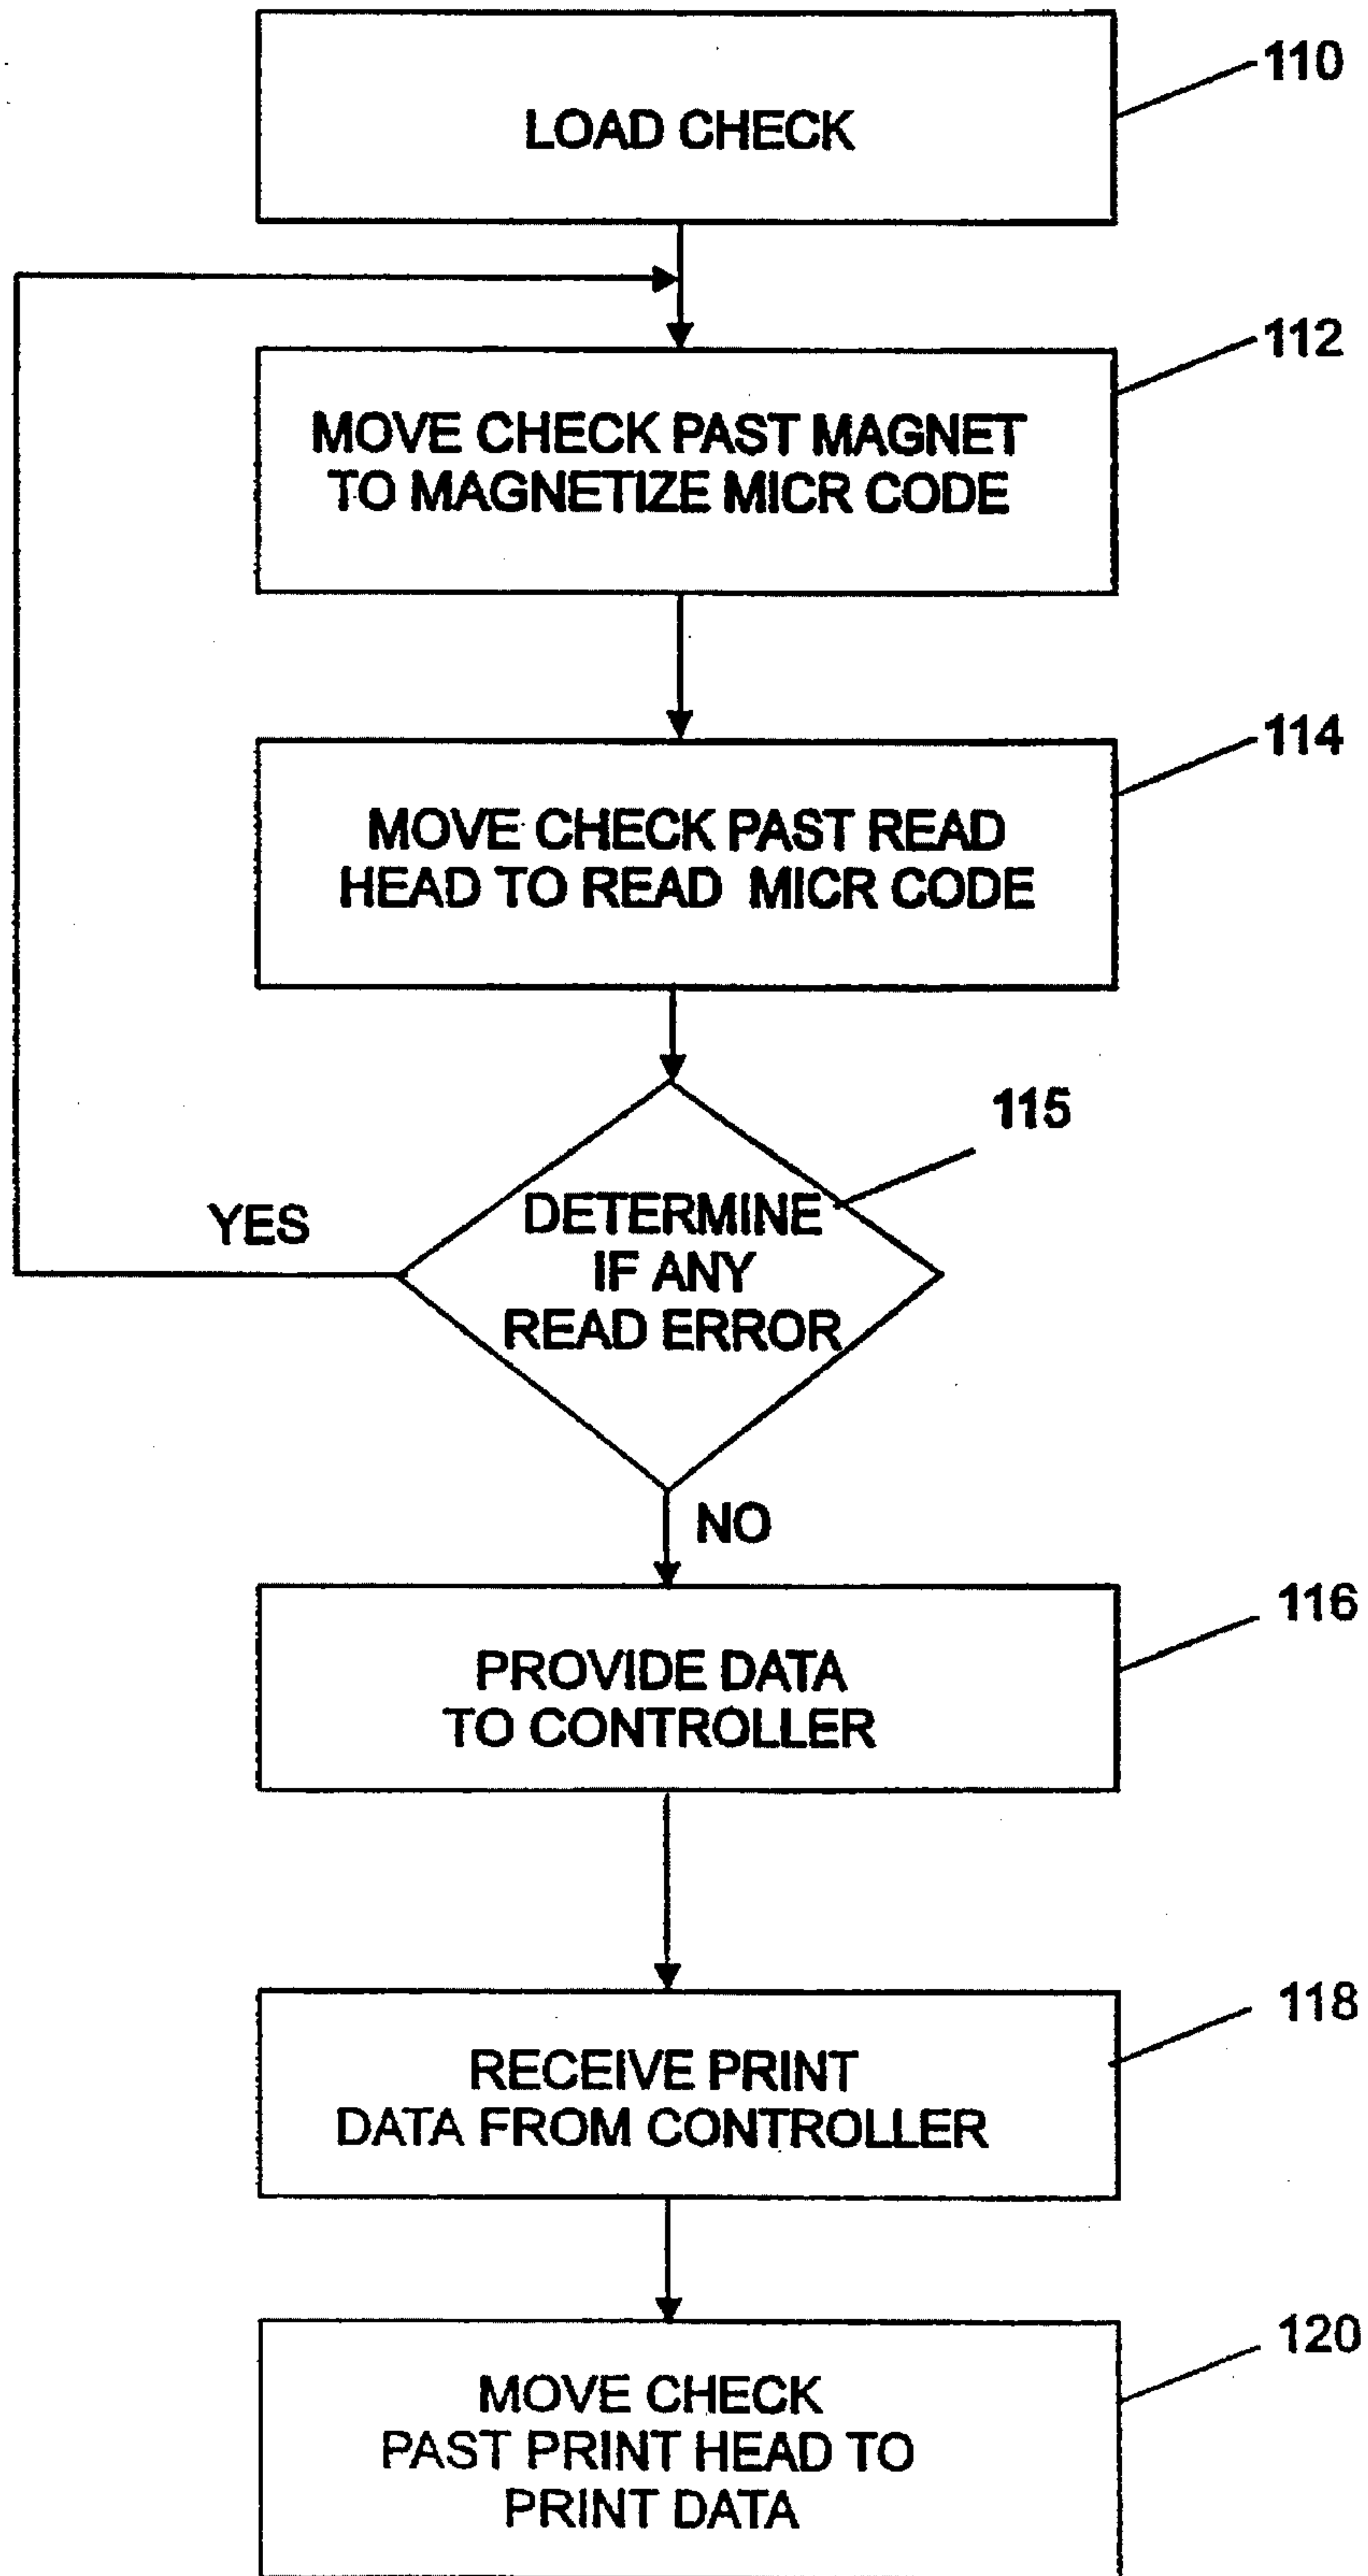 110
LOAD CHECK
112
MOVE CHECK PAST MAGNET
TO MAGNETIZE MICR CODE
114
MOVE CHECK PAST READ
HEAD TO READ MICR CODE
115
DETERMINE
IF ANY
READ ERROR
YES
NO
116
PROVIDE DATA
TO CONTROLLER
118
RECEIVE PRINT
DATA FROM CONTROLLER
120
MOVE CHECK
PAST PRINT HEAD TO
PRINT DATA